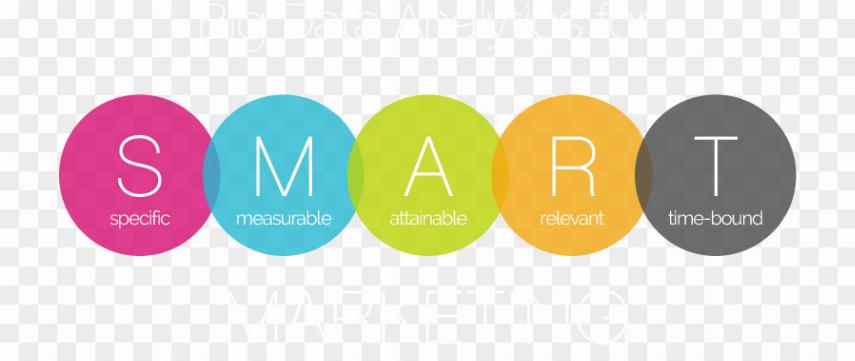 Big Data Analytics for
S M A R T
specific measurable attainable relevant time-bound
MARKETING